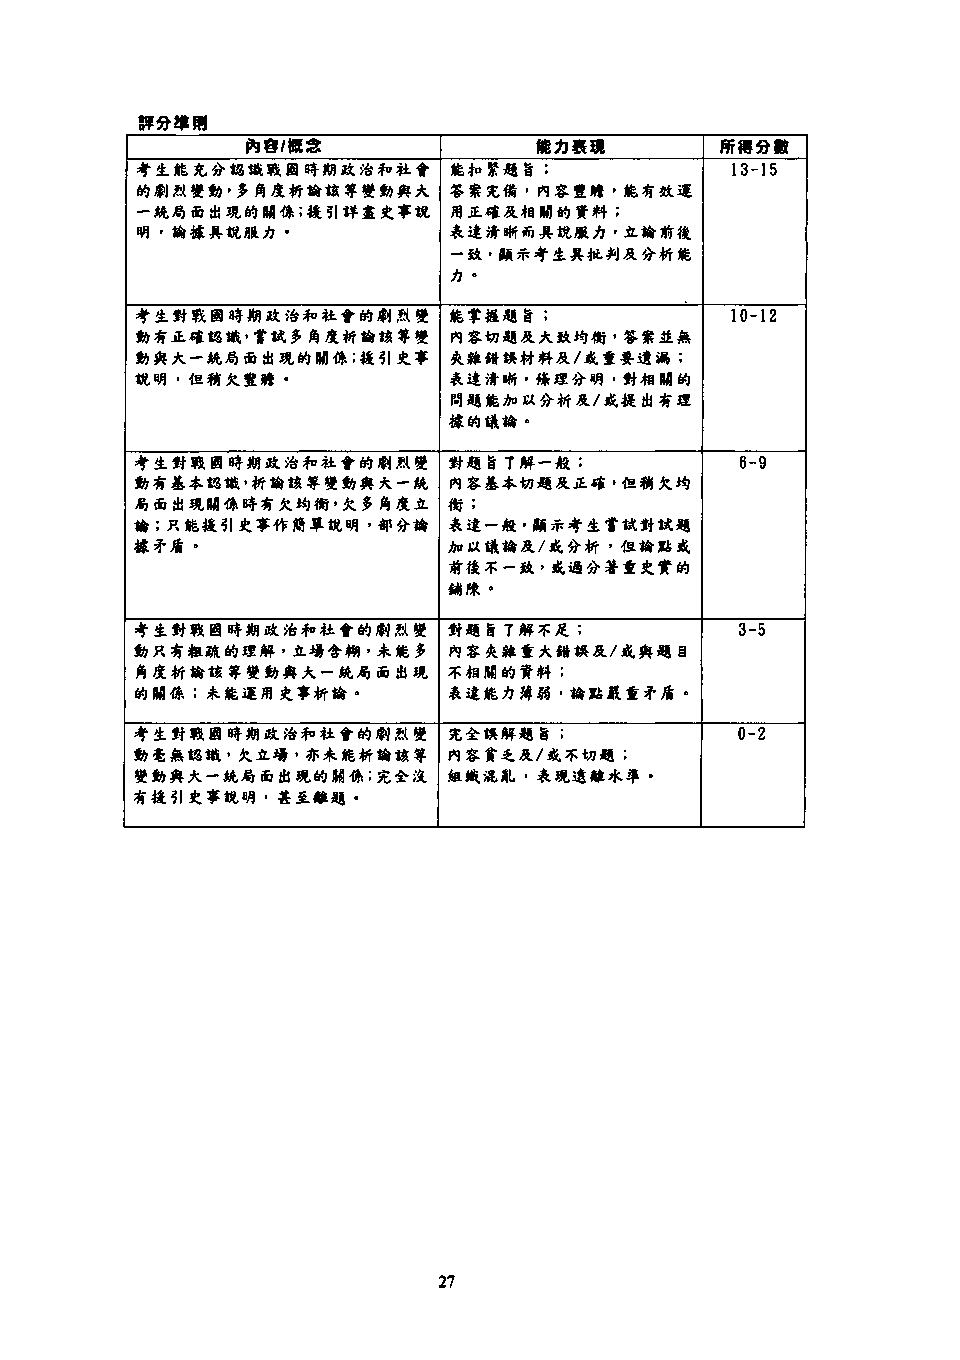 評分準則
內容/概念 能力表現 所得分數
考生能充分認識戰國時期政治和社會
的劇烈變動，多角度析論該等變動與大
一統局面出現的關係；援引詳盡史事說
明，論據具說服力。
能扣緊題旨；
答案完備，內容豐贍，能有效運
用正確及相關的資料；
表達清晰而具說服力，立論前後
一致，顯示考生具批判及分析能
力。
13-15
考生對戰國時期政治和社會的劇烈變
動有正確認識，嘗試多角度析論該等變
動與大一統局面出現的關係；援引史事
說明，但稍欠豐贍。
能掌握題旨；
內容切題及大致均衡，答案並無
夾雜錯誤材料及/或重要遺漏；
表達清晰，條理分明，對相關的
問題能加以分析及/或提出有理
據的議論。
10-12
考生對戰國時期政治和社會的劇烈變
動有基本認識，析論該等變動與大一統
局面出現關係時有欠均衡，欠多角度立
論；只能援引史事作簡單說明，部分論
據矛盾。
對題旨了解一般；
內容基本切題及正確，但稍欠均
衡；
表達一般，顯示考生嘗試對試題
加以議論及/或分析，但論點或
前後不一致，或過分著重史實的
鋪陳。
6-9
考生對戰國時期政治和社會的劇烈變
動只有粗疏的理解，立場含糊，未能多
角度析論該等變動與大一統局面出現
的關係；未能運用史事析論。
對題旨了解不足；
內容夾雜重大錯誤及/或與題目
不相關的資料；
表達能力薄弱，論點嚴重矛盾。
3-5
考生對戰國時期政治和社會的劇烈變
動毫無認識，欠立場，亦未能析論該等
變動與大一統局面出現的關係；完全沒
有援引史事說明，甚至離題。
完全誤解題旨；
內容貧乏及/或不切題；
組織混亂，表現遠離水準。
0-2
27